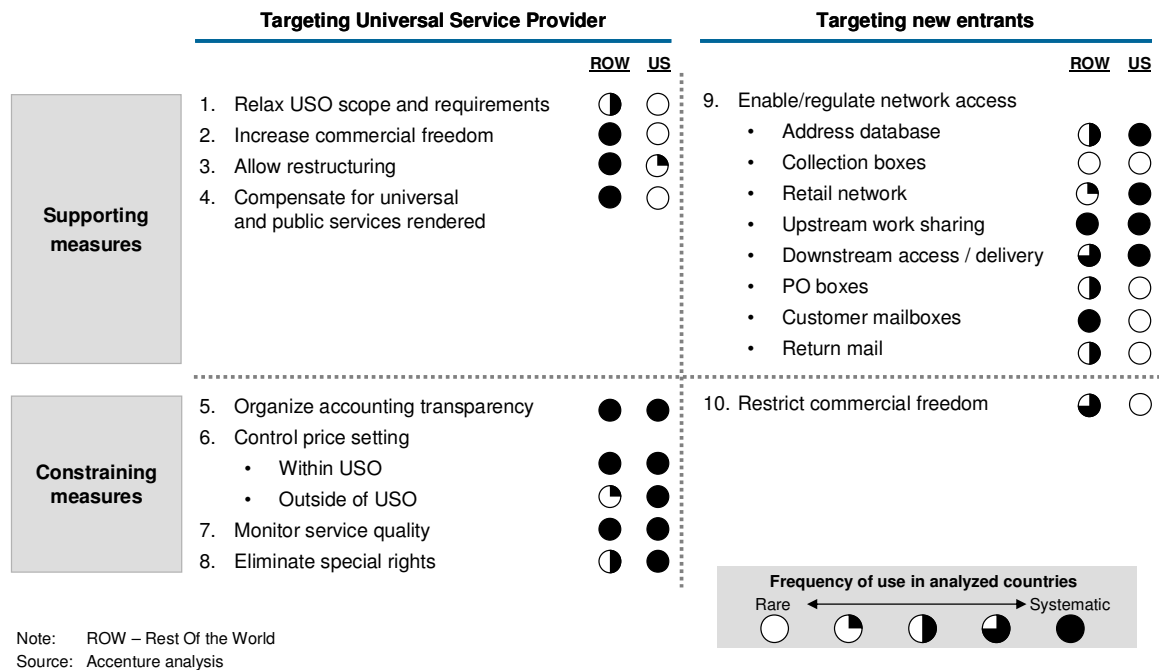 Targeting Universal Service Provider
Targeting new entrants
ROW US
ROW US
Supporting
measures
1. Relax USO scope and requirements
2. Increase commercial freedom
3. Allow restructuring
4. Compensate for universal
and public services rendered
9. Enable/regulate network access
• Address database
• Collection boxes
• Retail network
• Upstream work sharing
• Downstream access / delivery
• PO boxes
• Customer mailboxes
• Return mail
Constraining
measures
5. Organize accounting transparency
6. Control price setting
• Within USO
• Outside of USO
7. Monitor service quality
8. Eliminate special rights
10. Restrict commercial freedom
Frequency of use in analyzed countries
Rare Systematic
Note: ROW – Rest Of the World
Source: Accenture analysis